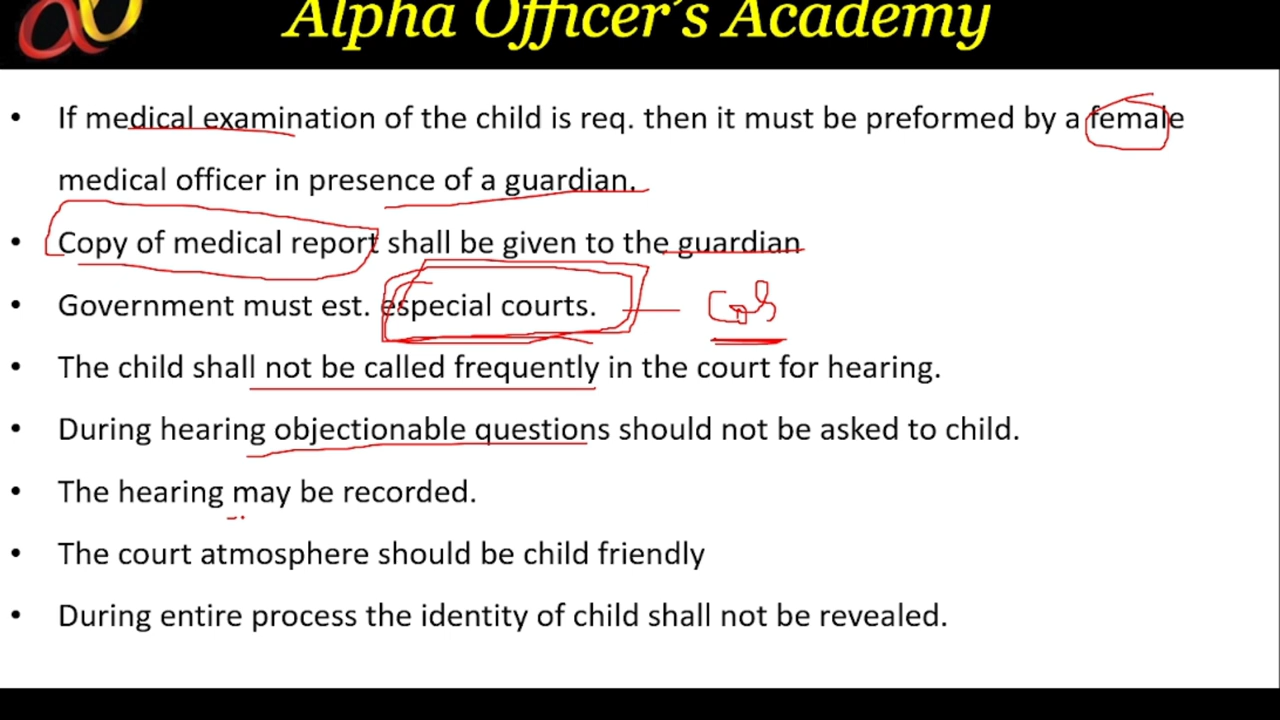 Alpha Officer's Academy
• If medical examination of the child is req. then it must be preformed by a female
medical officer in presence of a guardian.
• Copy of medical report shall be given to the guardian
• Government must est. especial courts.
• The child shall not be called frequently in the court for hearing.
• During hearing objectionable questions should not be asked to child.
• The hearing may be recorded.
• The court atmosphere should be child friendly
• During entire process the identity of child shall not be revealed.